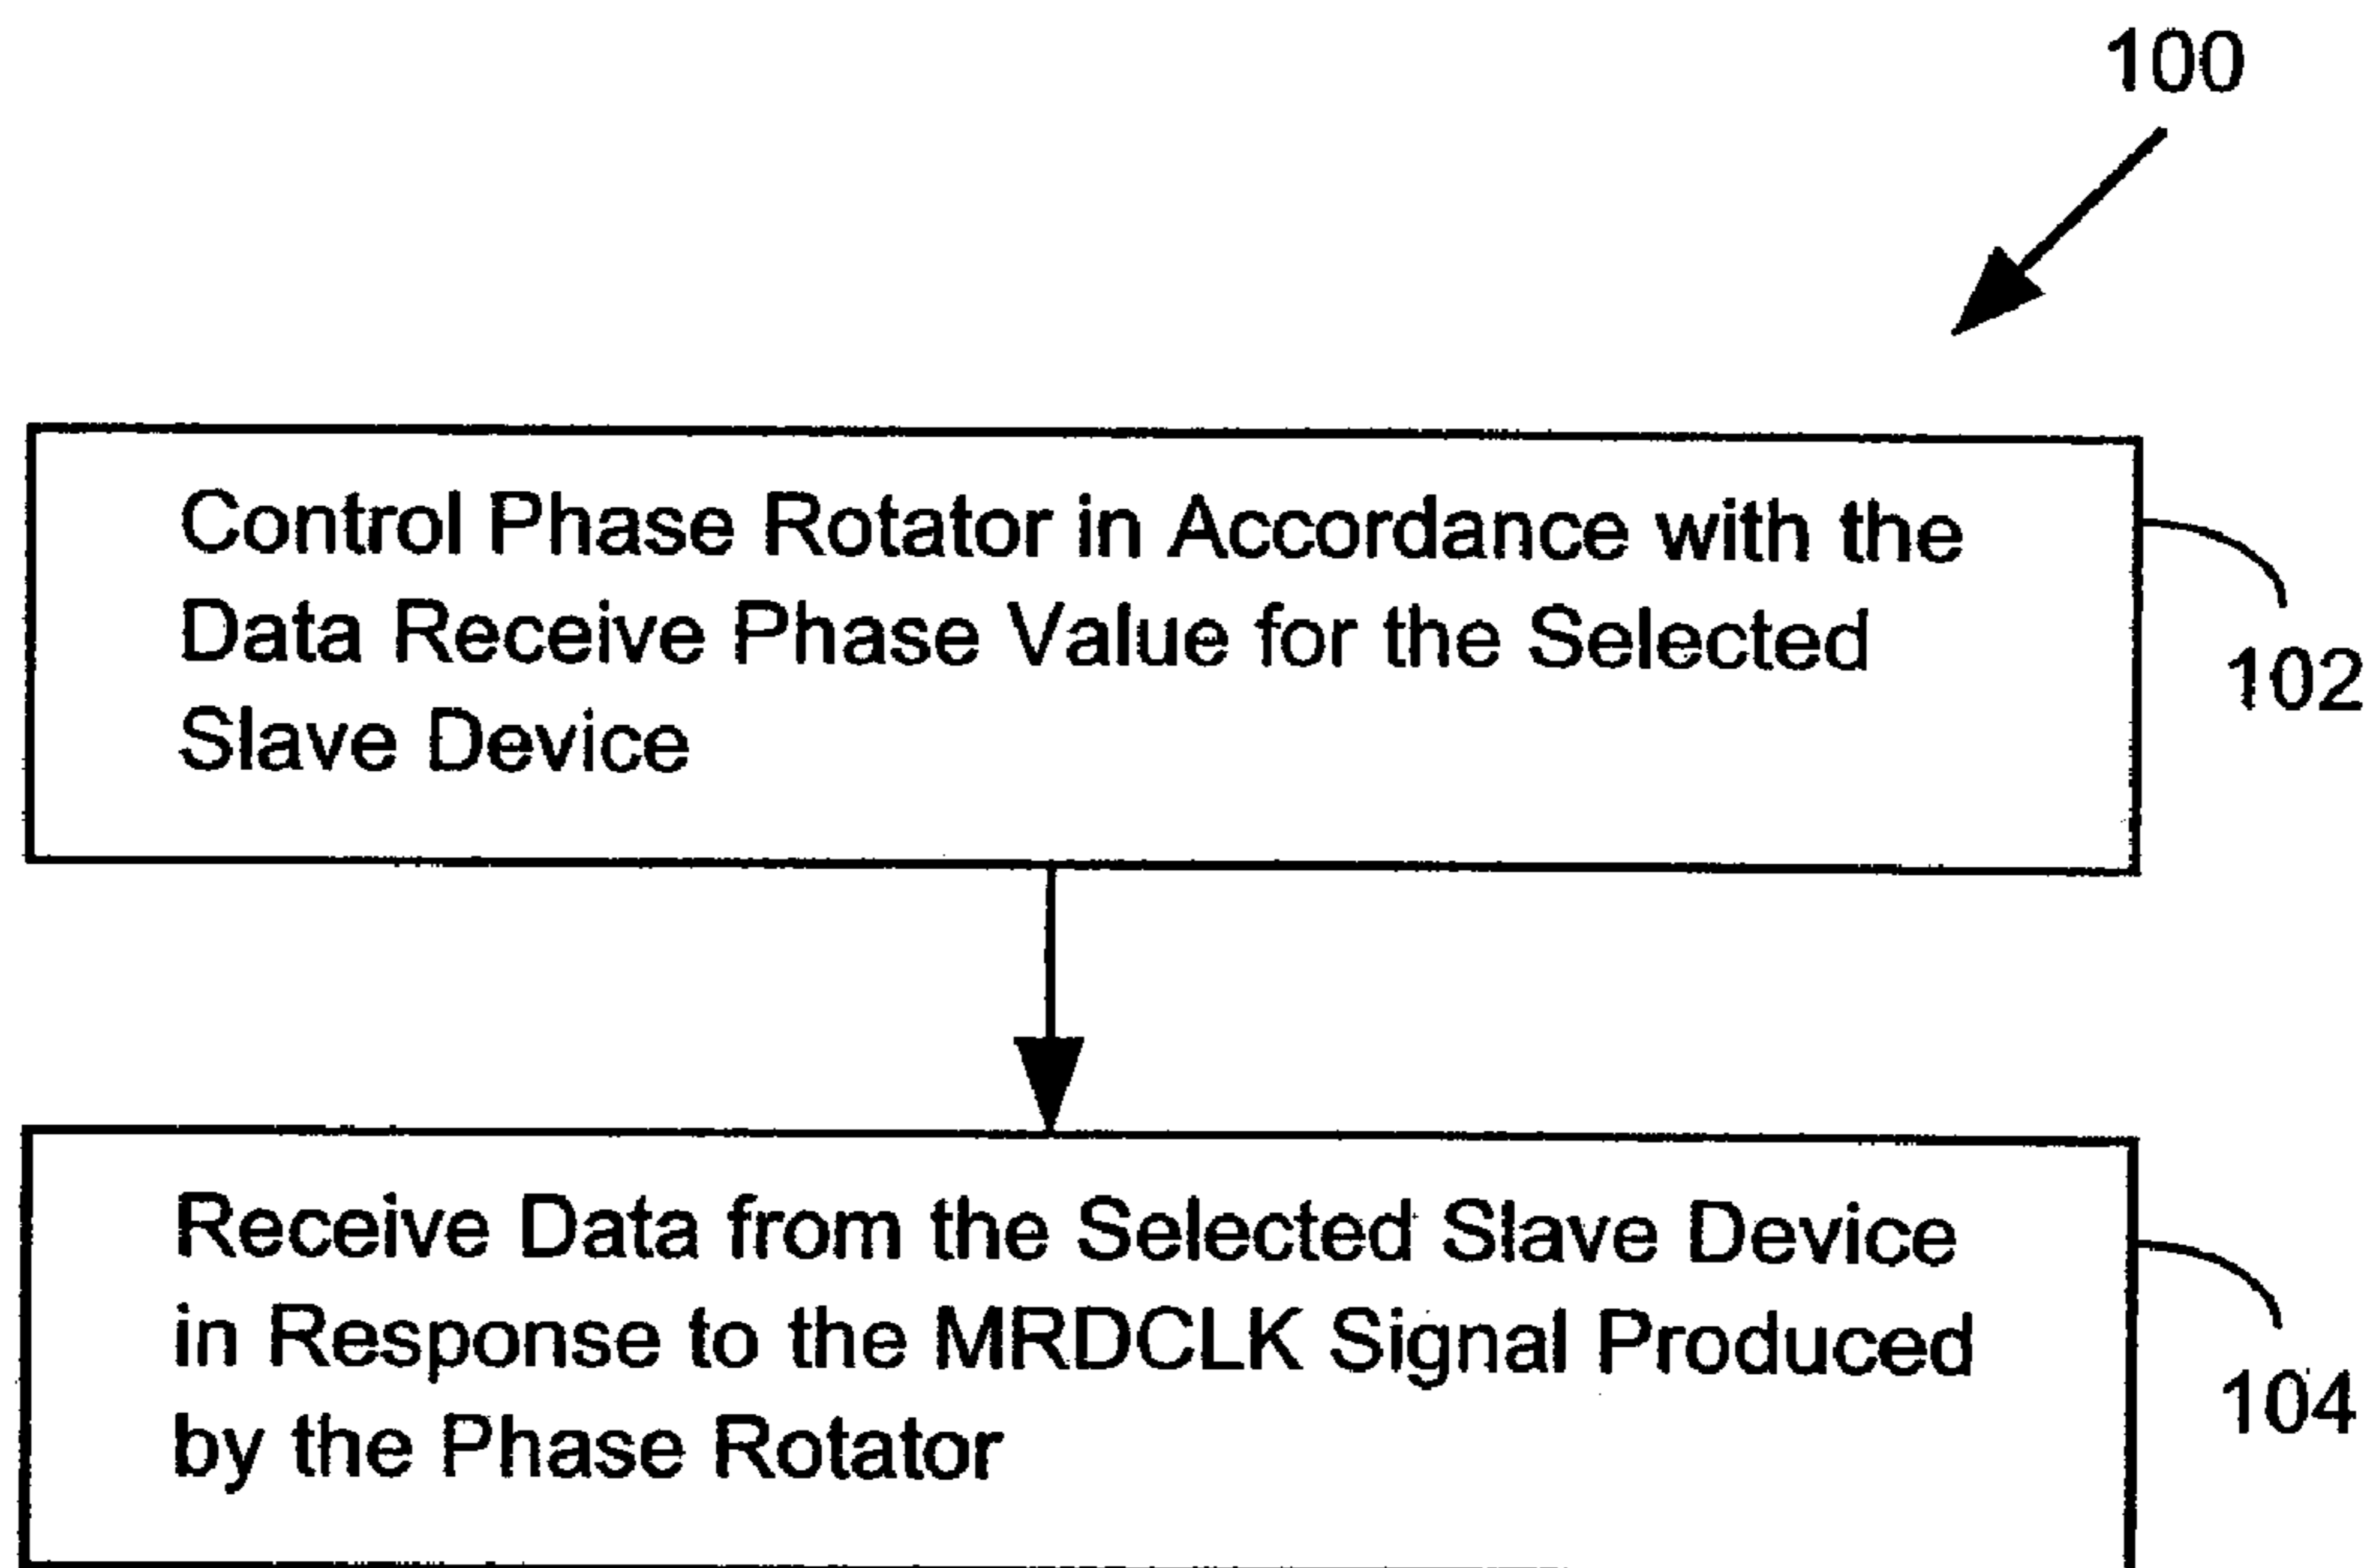 100
Control Phase Rotator in Accordance with the
Data Receive Phase Value for the Selected
Slave Device
102
Receive Data from the Selected Slave Device
in Response to the MRDCLK Signal Produced
by the Phase Rotator
104